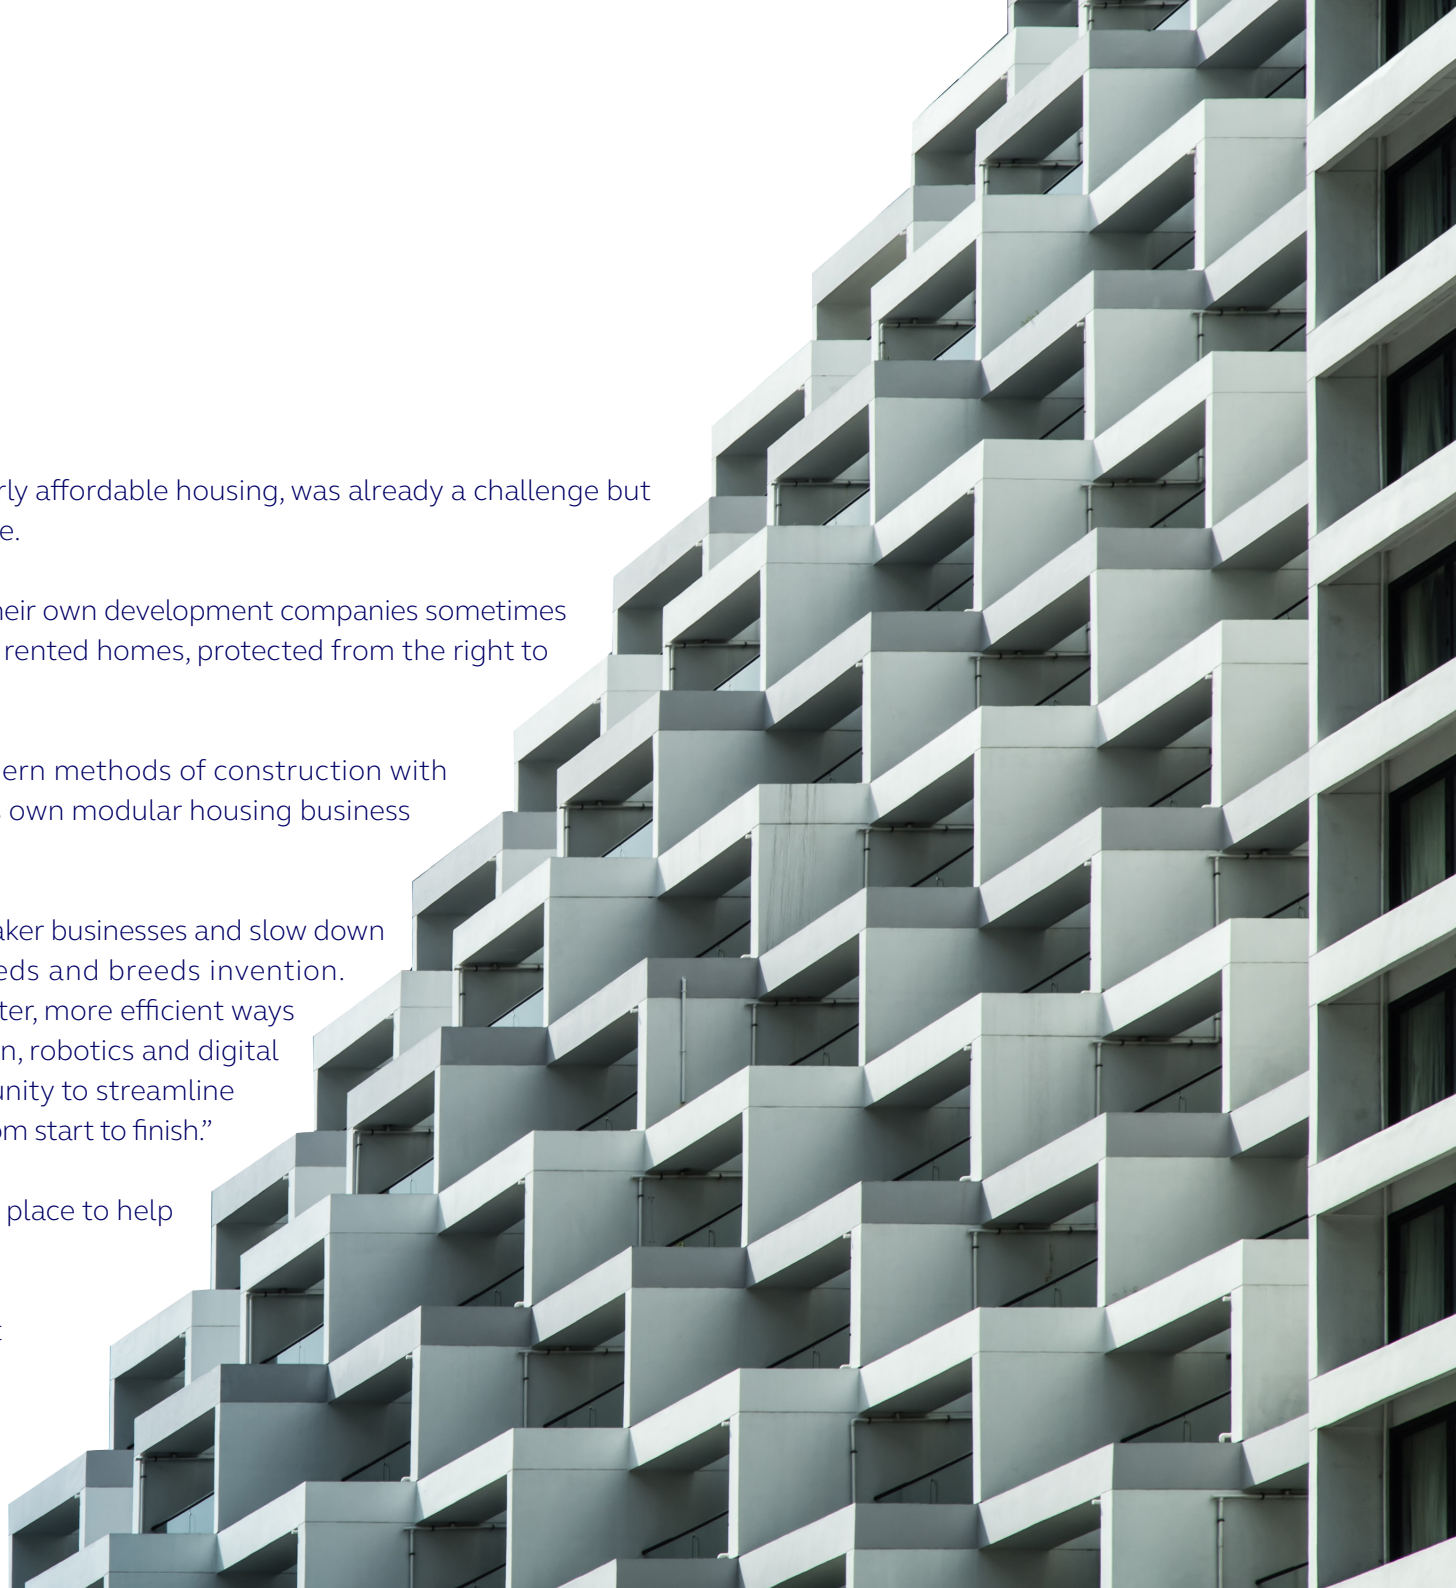 rly affordable housing, was already a challenge but
e.
heir own development companies sometimes
rented homes, protected from the right to
ern methods of construction with
s own modular housing business
aker businesses and slow down
eds and breeds invention.
ter, more efficient ways
n, robotics and digital
unity to streamline
om start to finish.”
place to help
t